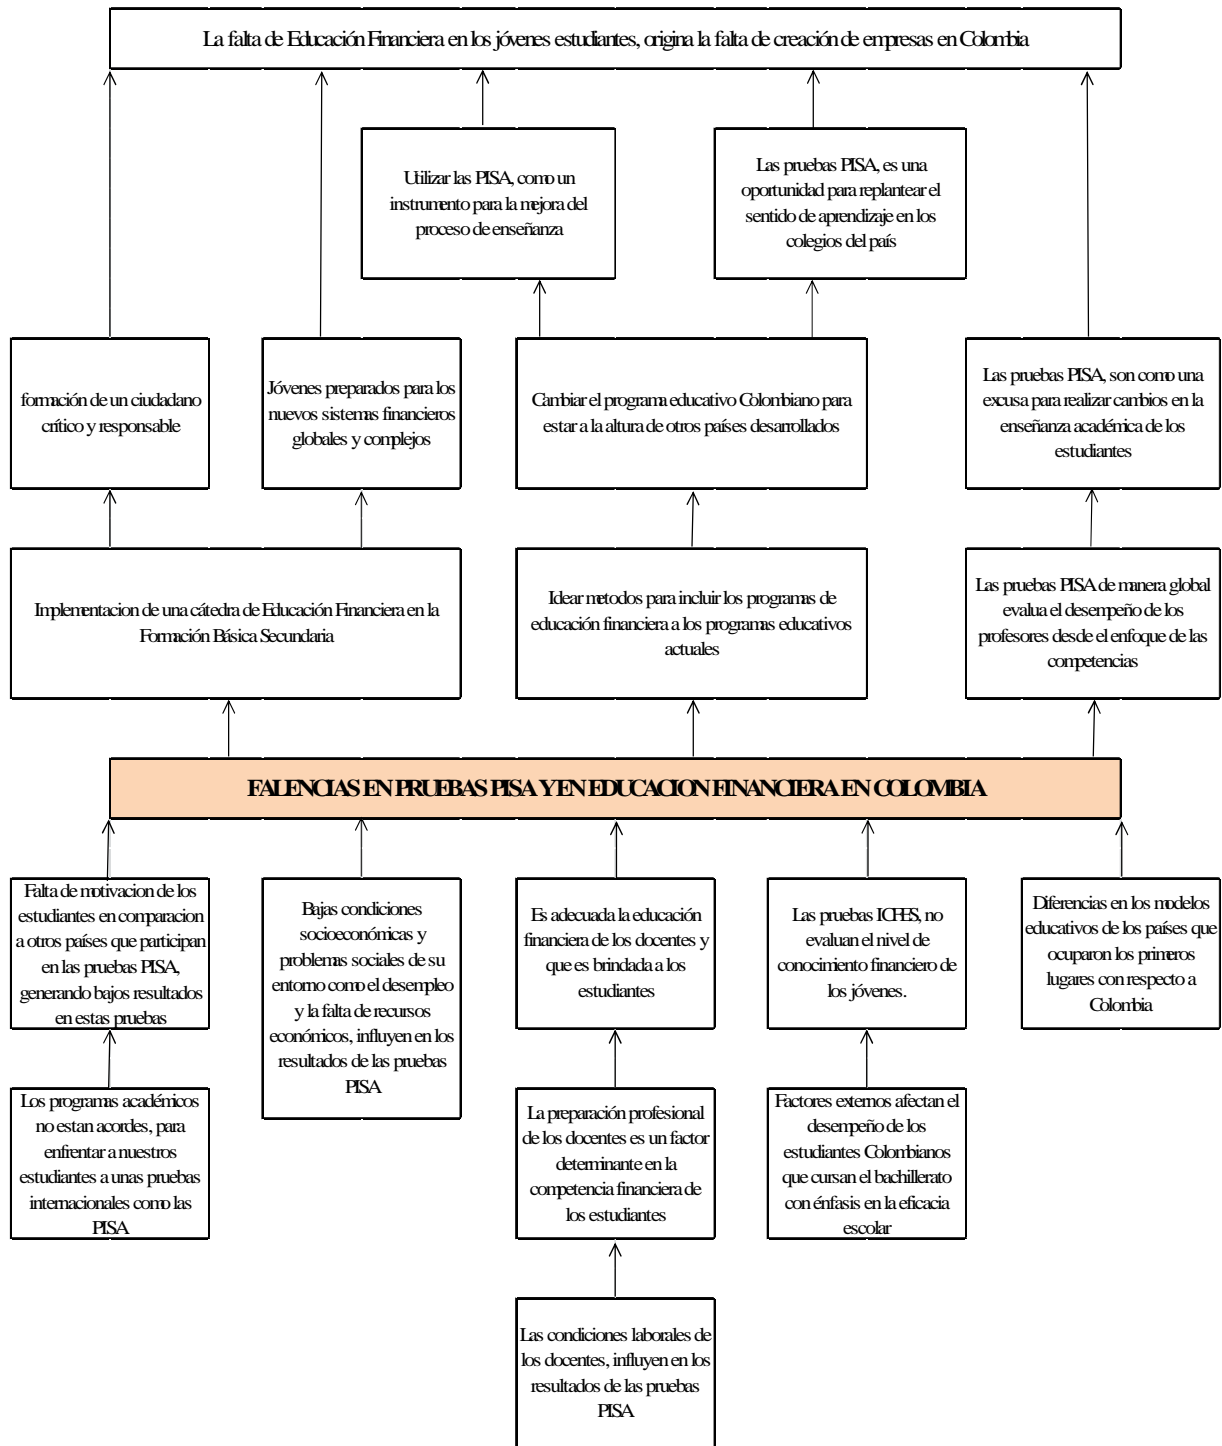 La falta de Educación Financiera en los jóvenes estudiantes, origina la falta de creación de empresas en Colombia
Utilizar las PISA, como un
instrumento para la mejora del
proceso de enseñanza
Las pruebas PISA, es una
oportunidad para replantear el
sentido de aprendizaje en los
colegios del país
formación de un ciudadano
crítico y responsable
Jóvenes preparados para los
nuevos sistemas financieros
globales y complejos
Cambiar el programa educativo Colombiano para
estar a la altura de otros países desarrollados
Las pruebas PISA, son como una
excusa para realizar cambios en la
enseñanza académica de los
estudiantes
Implementacion de una cátedra de Educación Financiera en la
Formación Básica Secundaria
Idear metodos para incluir los programas de
educación financiera a los programas educativos
actuales
Las pruebas PISA de manera global
evalua el desempeño de los
profesores desde el enfoque de las
competencias
FALENCIAS EN PRUEBAS PISA Y EN EDUCACION FINANCIERA EN COLOMBIA
Falta de motivacion de los
estudiantes en comparacion
a otros países que participan
en las pruebas PISA,
generando bajos resultados
en estas pruebas
Bajas condiciones
socioeconómicas y
problemas sociales de su
entorno como el desempleo
y la falta de recursos
económicos, influyen en los
resultados de las pruebas
PISA
Es adecuada la educación
financiera de los docentes y
que es brindada a los
estudiantes
Las pruebas ICFES, no
evaluan el nivel de
conocimiento financiero de
los jóvenes.
Diferencias en los modelos
educativos de los países que
ocuparon los primeros
lugares con respecto a
Colombia
Los programas académicos
no estan acordes, para
enfrentar a nuestros
estudiantes a unas pruebas
internacionales como las
PISA
La preparación profesional
de los docentes es un factor
determinante en la
competencia financiera de
los estudiantes
Factores externos afectan el
desempeño de los
estudiantes Colombianos
que cursan el bachillerato
con énfasis en la eficacia
escolar
Las condiciones laborales de
los docentes, influyen en los
resultados de las pruebas
PISA